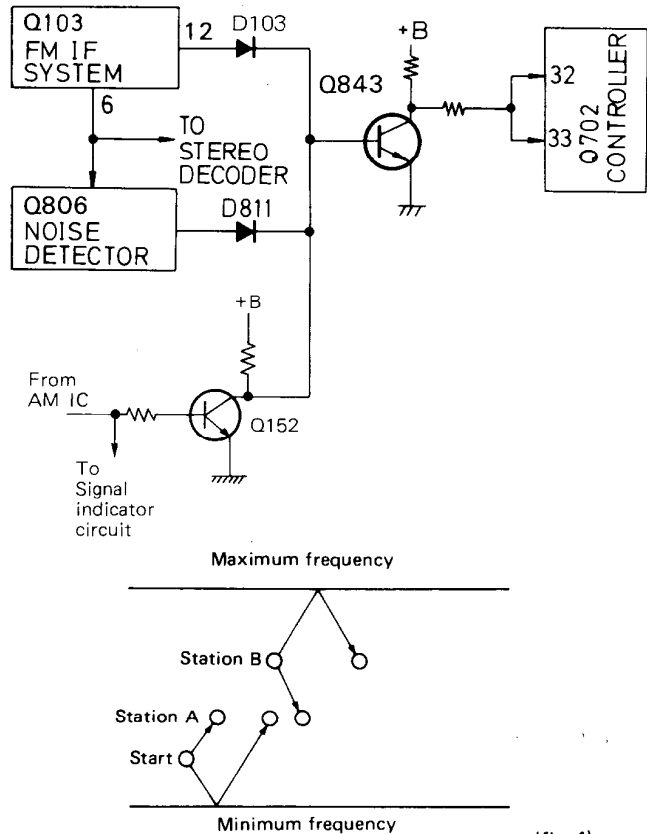 Q103
FM IF
SYSTEM
12
D103
+B
Q843
32
33
Q702
CONTROLLER
6
TO
STEREO
DECODER
Q806
NOISE
DETECTOR
D811
+B
From
AM IC
Q152
To
Signal
indicator
circuit
Maximum frequency
Station B
Station A
Start
Minimum frequency